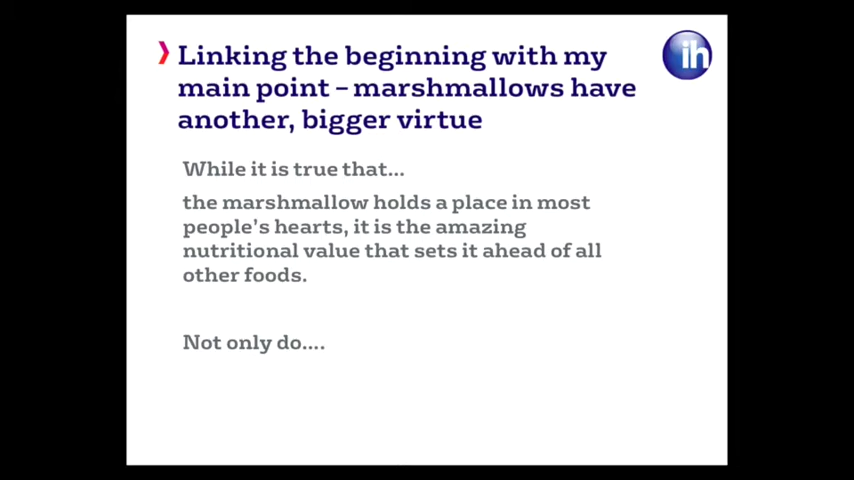 Linking the beginning with my
main point – marshmallows have
another, bigger virtue
ih
While it is true that...
the marshmallow holds a place in most
people's hearts, it is the amazing
nutritional value that sets it ahead of all
other foods.
Not only do....